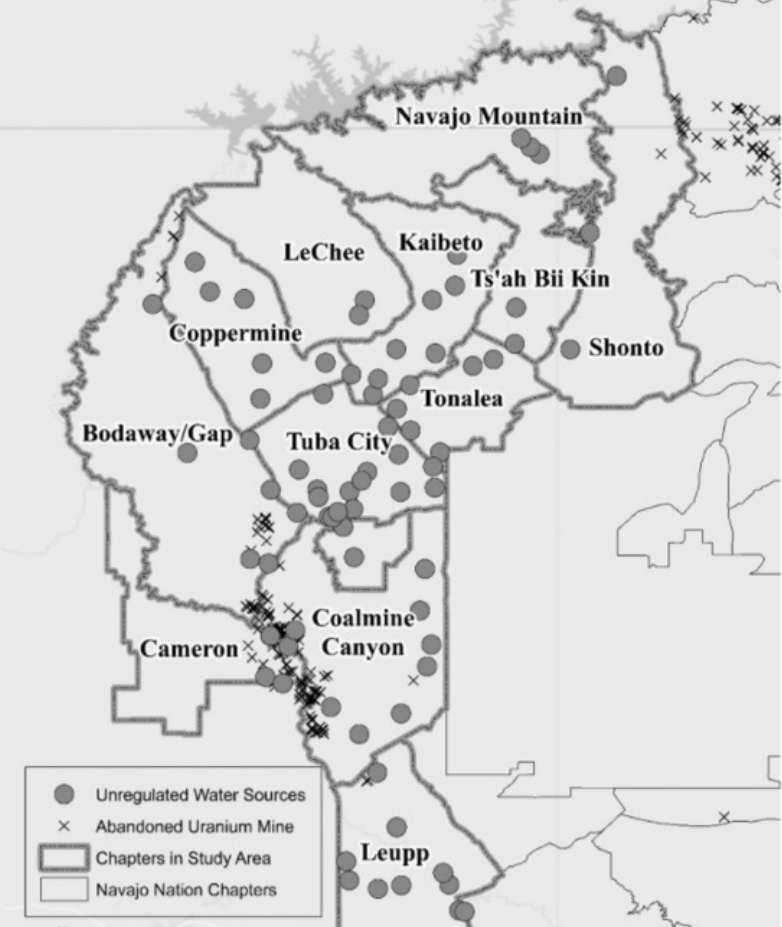 Navajo Mountain
LeChee
Kaibeto
Ts'ah Bii Kin
Coppermine
Shonto
Tonalea
Bodaway/Gap
Tuba City
Coalmine
Canyon
Cameron
Unregulated Water Sources
Abandoned Uranium Mine
Chapters in Study Area
Navajo Nation Chapters
Leupp